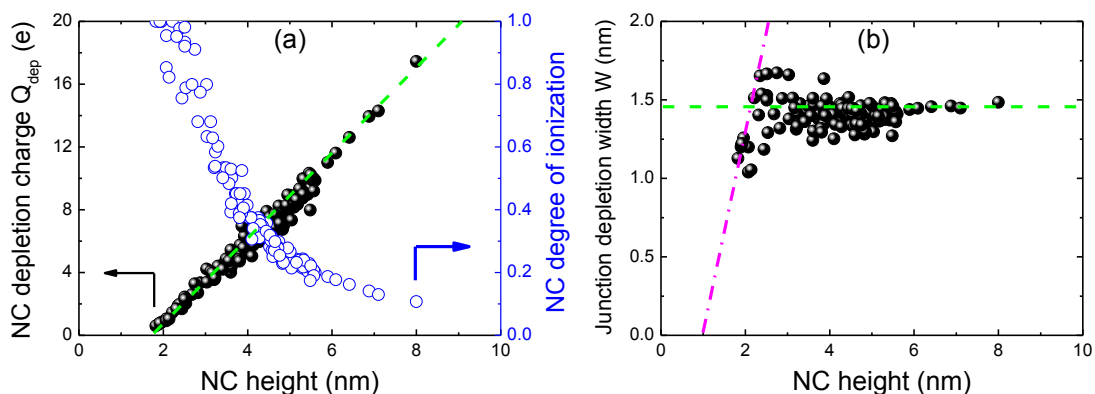 (a)
NC depletion charge Q_dep (e)
20
16
12
8
4
0
0 2 4 6 8 10
NC height (nm)
1.0
0.8
0.6
0.4
0.2
0.0
NC degree of ionization
(b)
Junction depletion width W (nm)
2.0
1.5
1.0
0.5
0.0
0 2 4 6 8 10
NC height (nm)